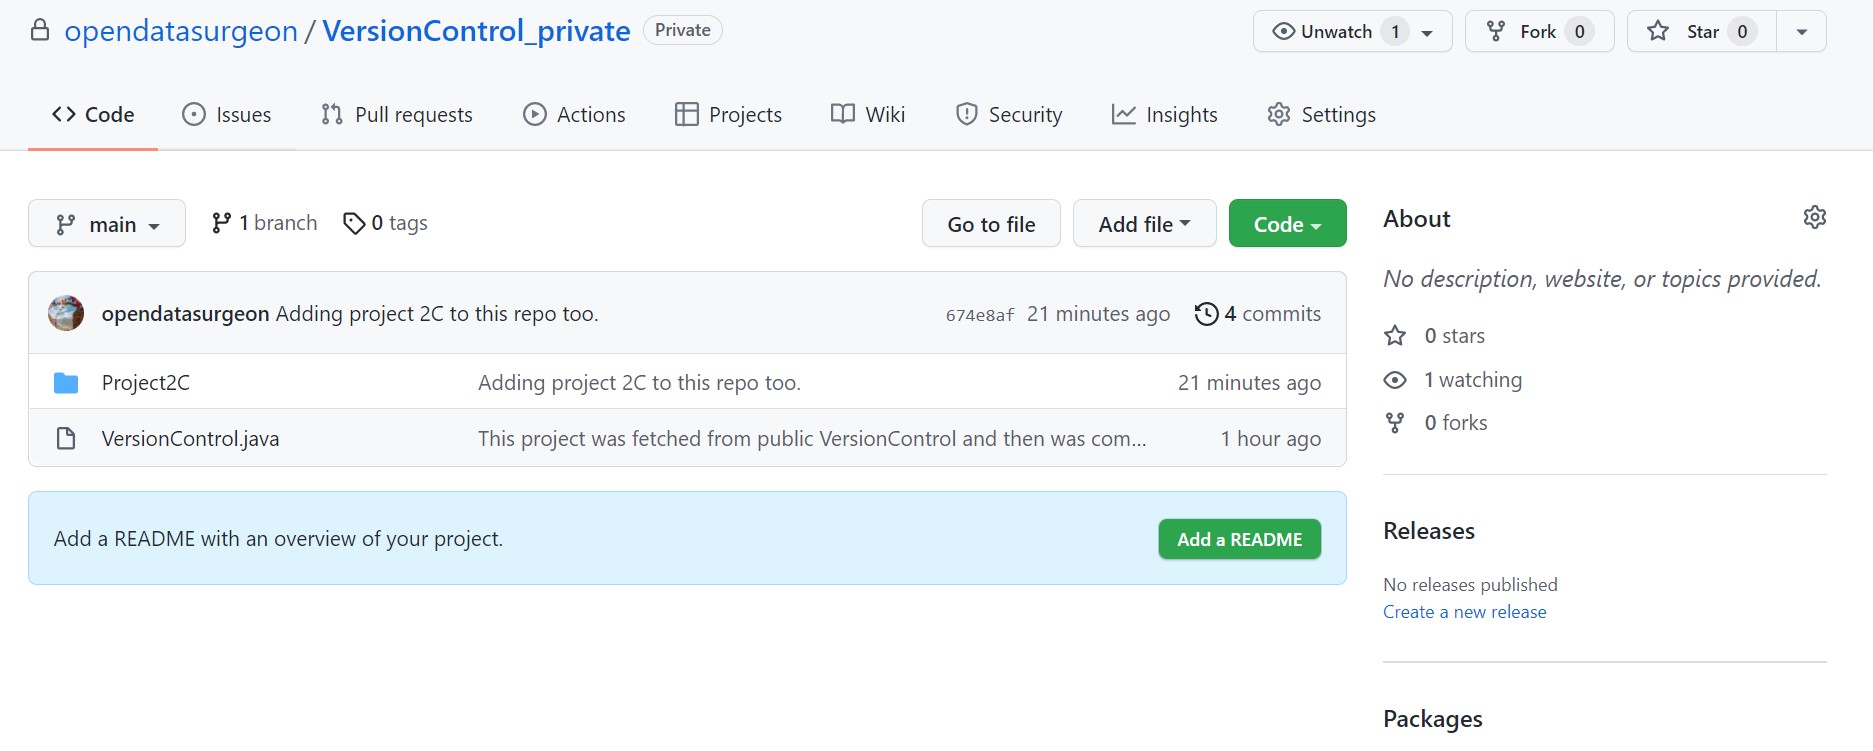 opendatasurgeon / VersionControl_private Private Unwatch 1 Fork 0 Star 0
Code Issues Pull requests Actions Projects Wiki Security Insights Settings
main 1 branch 0 tags Go to file Add file Code
opendatasurgeon Adding project 2C to this repo too. 674e8af 21 minutes ago 4 commits
Project2C Adding project 2C to this repo too. 21 minutes ago
VersionControl.java This project was fetched from public VersionControl and then was com... 1 hour ago
Add a README with an overview of your project. Add a README
About
No description, website, or topics provided.
0 stars
1 watching
0 forks
Releases
No releases published
Create a new release
Packages